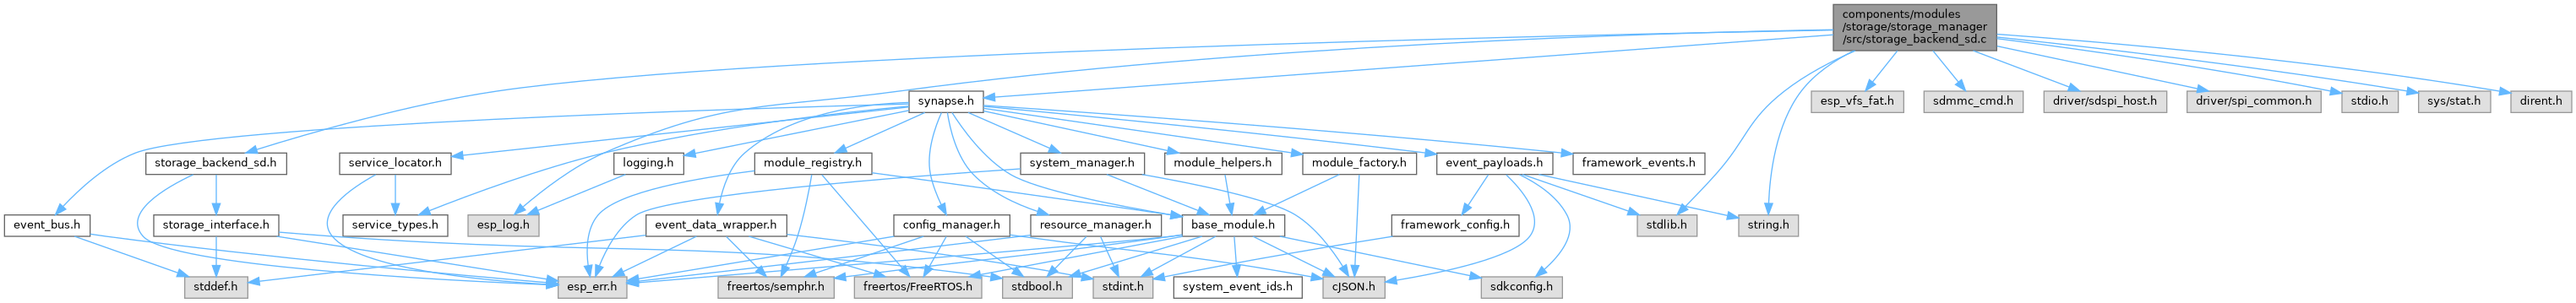 components/modules
/storage/storage_manager
/src/storage_backend_sd.c
synapse.h
esp_vfs_fat.h
sdmmc_cmd.h
driver/sdspi_host.h
driver/spi_common.h
stdio.h
sys/stat.h
dirent.h
storage_backend_sd.h
service_locator.h
logging.h
module_registry.h
system_manager.h
module_helpers.h
module_factory.h
event_payloads.h
framework_events.h
event_bus.h
storage_interface.h
service_types.h
esp_log.h
event_data_wrapper.h
config_manager.h
resource_manager.h
base_module.h
framework_config.h
stdlib.h
string.h
stddef.h
esp_err.h
freertos/semphr.h
freertos/FreeRTOS.h
stdbool.h
stdint.h
system_event_ids.h
cJSON.h
sdkconfig.h